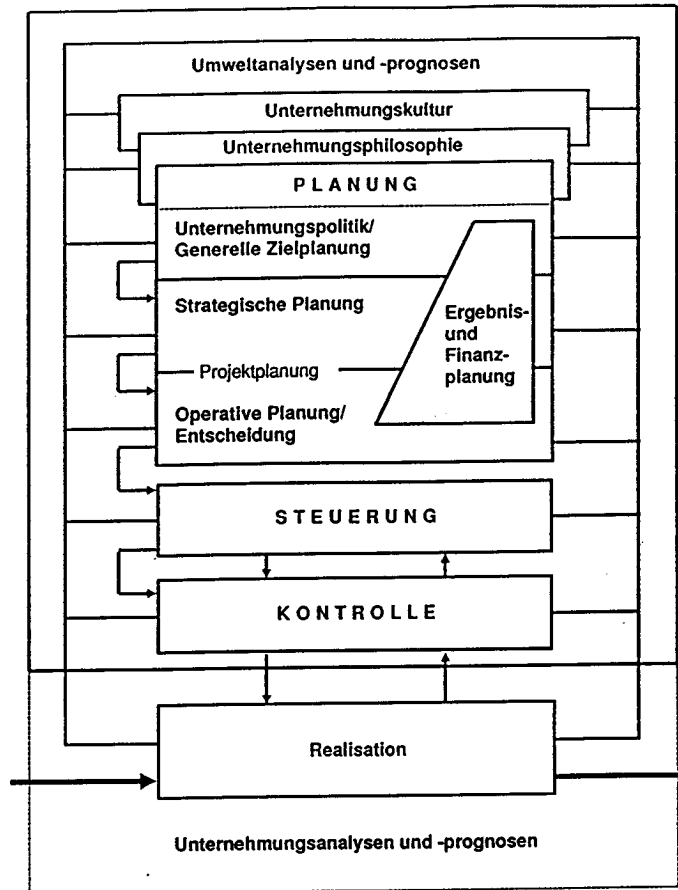 Umweltanalysen und -prognosen
Unternehmungskultur
Unternehmungsphilosophie
PLANUNG
Unternehmungspolitik/
Generelle Zielplanung
Strategische Planung
Ergebnis-
und
Finanz-
planung
Projektplanung
Operative Planung/
Entscheidung
STEUERUNG
KONTROLLE
Realisation
Unternehmungsanalysen und -prognosen